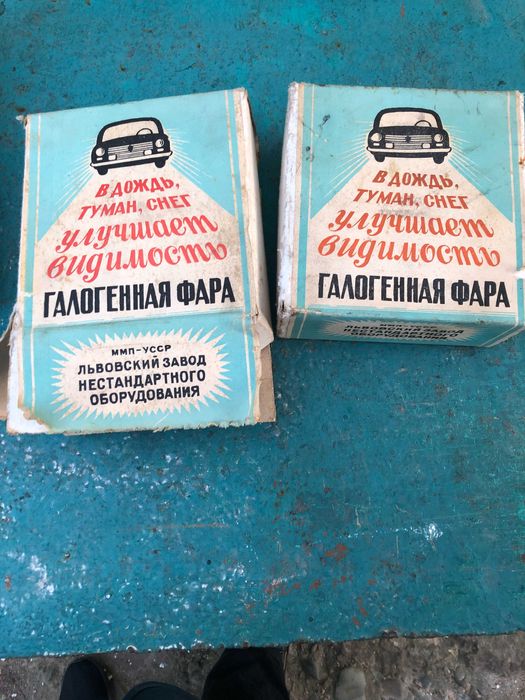 В ДОЖДЬ,
ТУМАН, СНЕГ
улучшает
видимость
ГАЛОГЕННАЯ ФАРА
ММП-УССР
ЛЬВОВСКИЙ ЗАВОД
НЕСТАНДАРТНОГО
ОБОРУДОВАНИЯ
В ДОЖДЬ,
ТУМАН, СНЕГ
улучшает
видимость
ГАЛОГЕННАЯ ФАРА